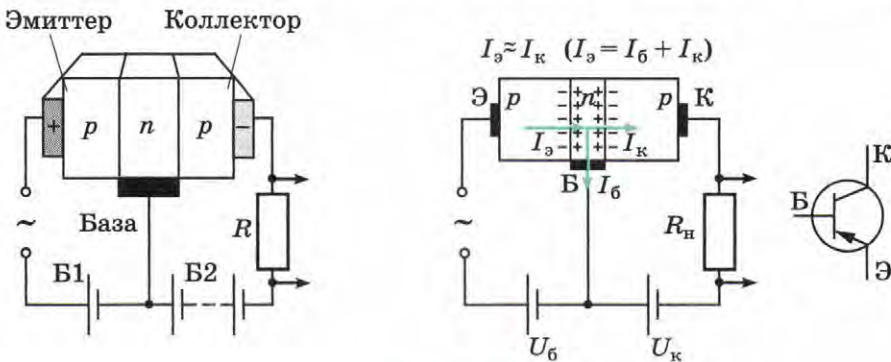 Эмиттер Коллектор
+ p n p −
~
База
R
Б1 Б2
Iэ ≈ Iк (Iэ = Iб + Iк)
Э p n p К
Iэ Iк
Б Iб
~
Rн
Uб Uк
К
Б
Э